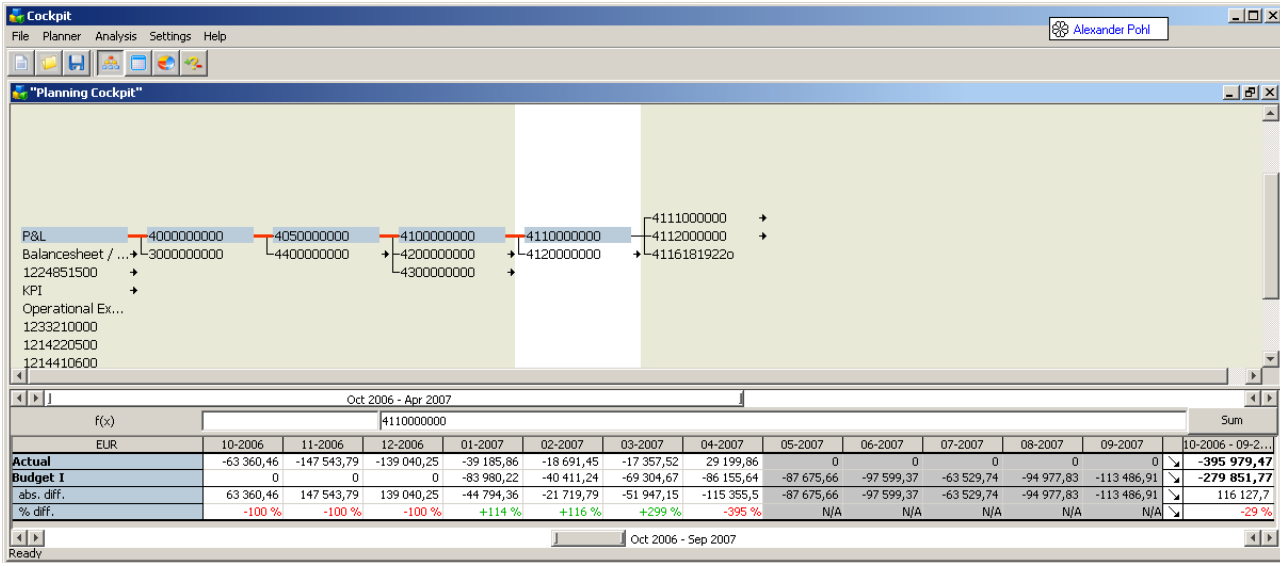 Cockpit
File Planner Analysis Settings Help
Alexander Pohl
"Planning Cockpit"
4111000000
P&L 4000000000 4050000000 4100000000 4110000000 4112000000
Balancesheet / ... 3000000000 4400000000 4200000000 4120000000 4116181922o
1224851500 4300000000
KPI
Operational Ex...
1233210000
1214220500
1214410600
Oct 2006 - Apr 2007
f(x) 4110000000 Sum
EUR 10-2006 11-2006 12-2006 01-2007 02-2007 03-2007 04-2007 05-2007 06-2007 07-2007 08-2007 09-2007 10-2006 - 09-2...
Actual -63 360,46 -147 543,79 -139 040,25 -39 185,86 -18 691,45 -17 357,52 29 199,86 0 0 0 0 0 -395 979,47
Budget I 0 0 0 -83 980,22 -40 411,24 -69 304,67 -86 155,64 -87 675,66 -97 599,37 -63 529,74 -94 977,83 -113 486,91 -279 851,77
abs. diff. 63 360,46 147 543,79 139 040,25 -44 794,36 -21 719,79 -51 947,15 -115 355,5 -87 675,66 -97 599,37 -63 529,74 -94 977,83 -113 486,91 116 127,7
% diff. -100 % -100 % -100 % +114 % +116 % +299 % -395 % N/A N/A N/A N/A N/A -29 %
Oct 2006 - Sep 2007
Ready